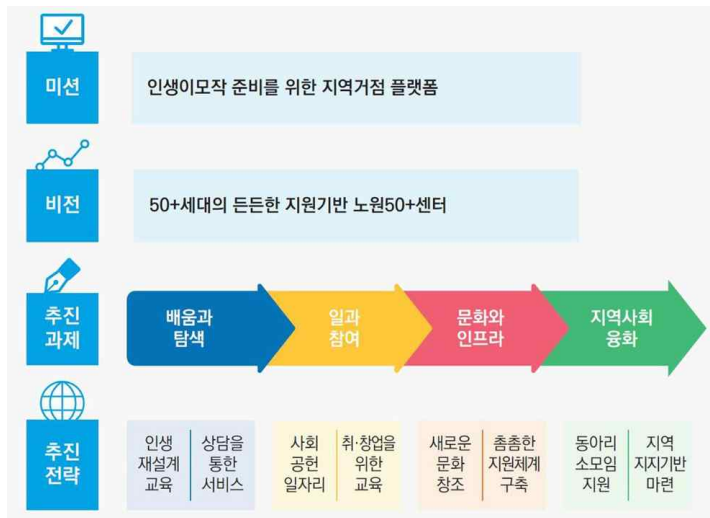 미션
인생이모작 준비를 위한 지역거점 플랫폼
비전
50+세대의 든든한 지원기반 노원50+센터
추진
과제
배움과
탐색
일과
참여
문화와
인프라
지역사회
융화
추진
전략
인생
재설계
교육
상담을
통한
서비스
사회
공헌
일자리
취·창업을
위한
교육
새로운
문화
창조
촘촘한
지원체계
구축
동아리
소모임
지원
지역
지지기반
마련